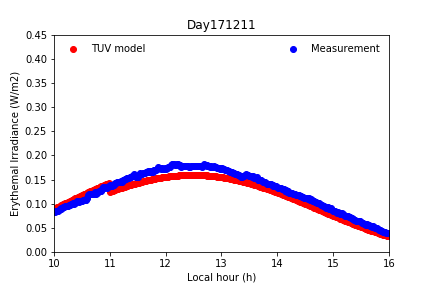 Day171211
TUV model
Measurement
Erythemal Irradiance (W/m2)
0.45
0.40
0.35
0.30
0.25
0.20
0.15
0.10
0.05
0.00
10 11 12 13 14 15 16
Local hour (h)